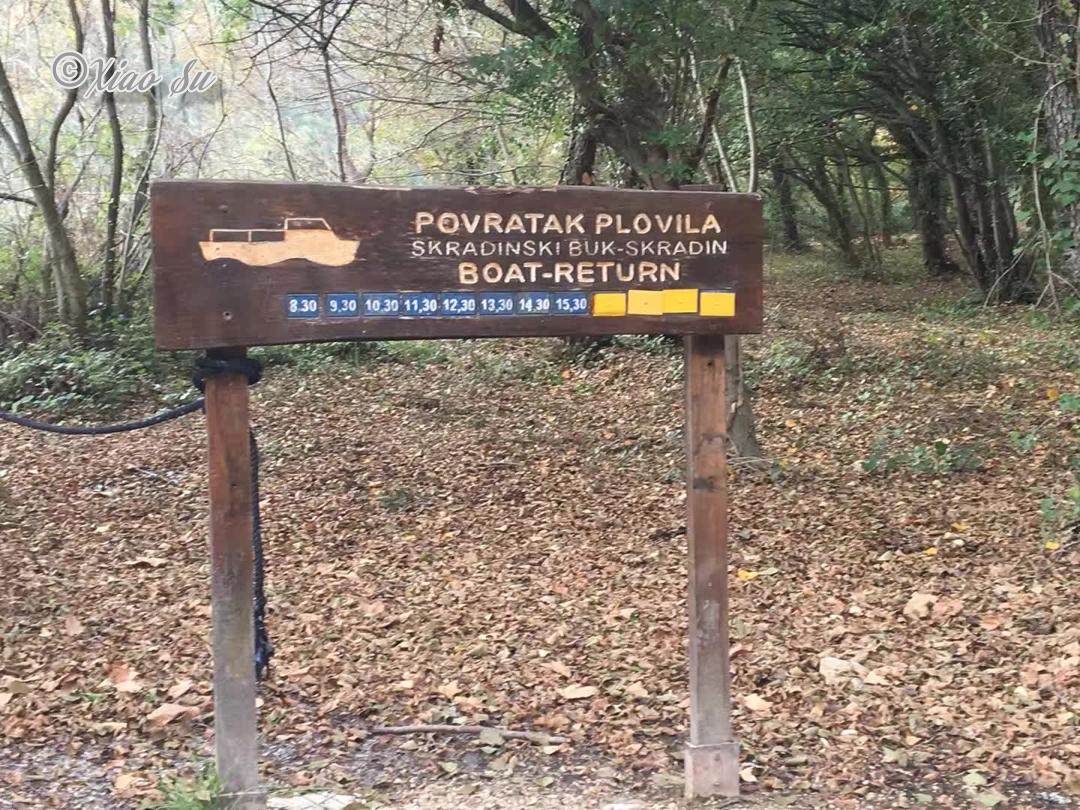 ©Xiao Su
POVRATAK PLOVILA
SKRADINSKI BUK-SKRADIN
BOAT-RETURN
8.30 9,30 10.30 11,30 12,30 13,30 14,30 15,30